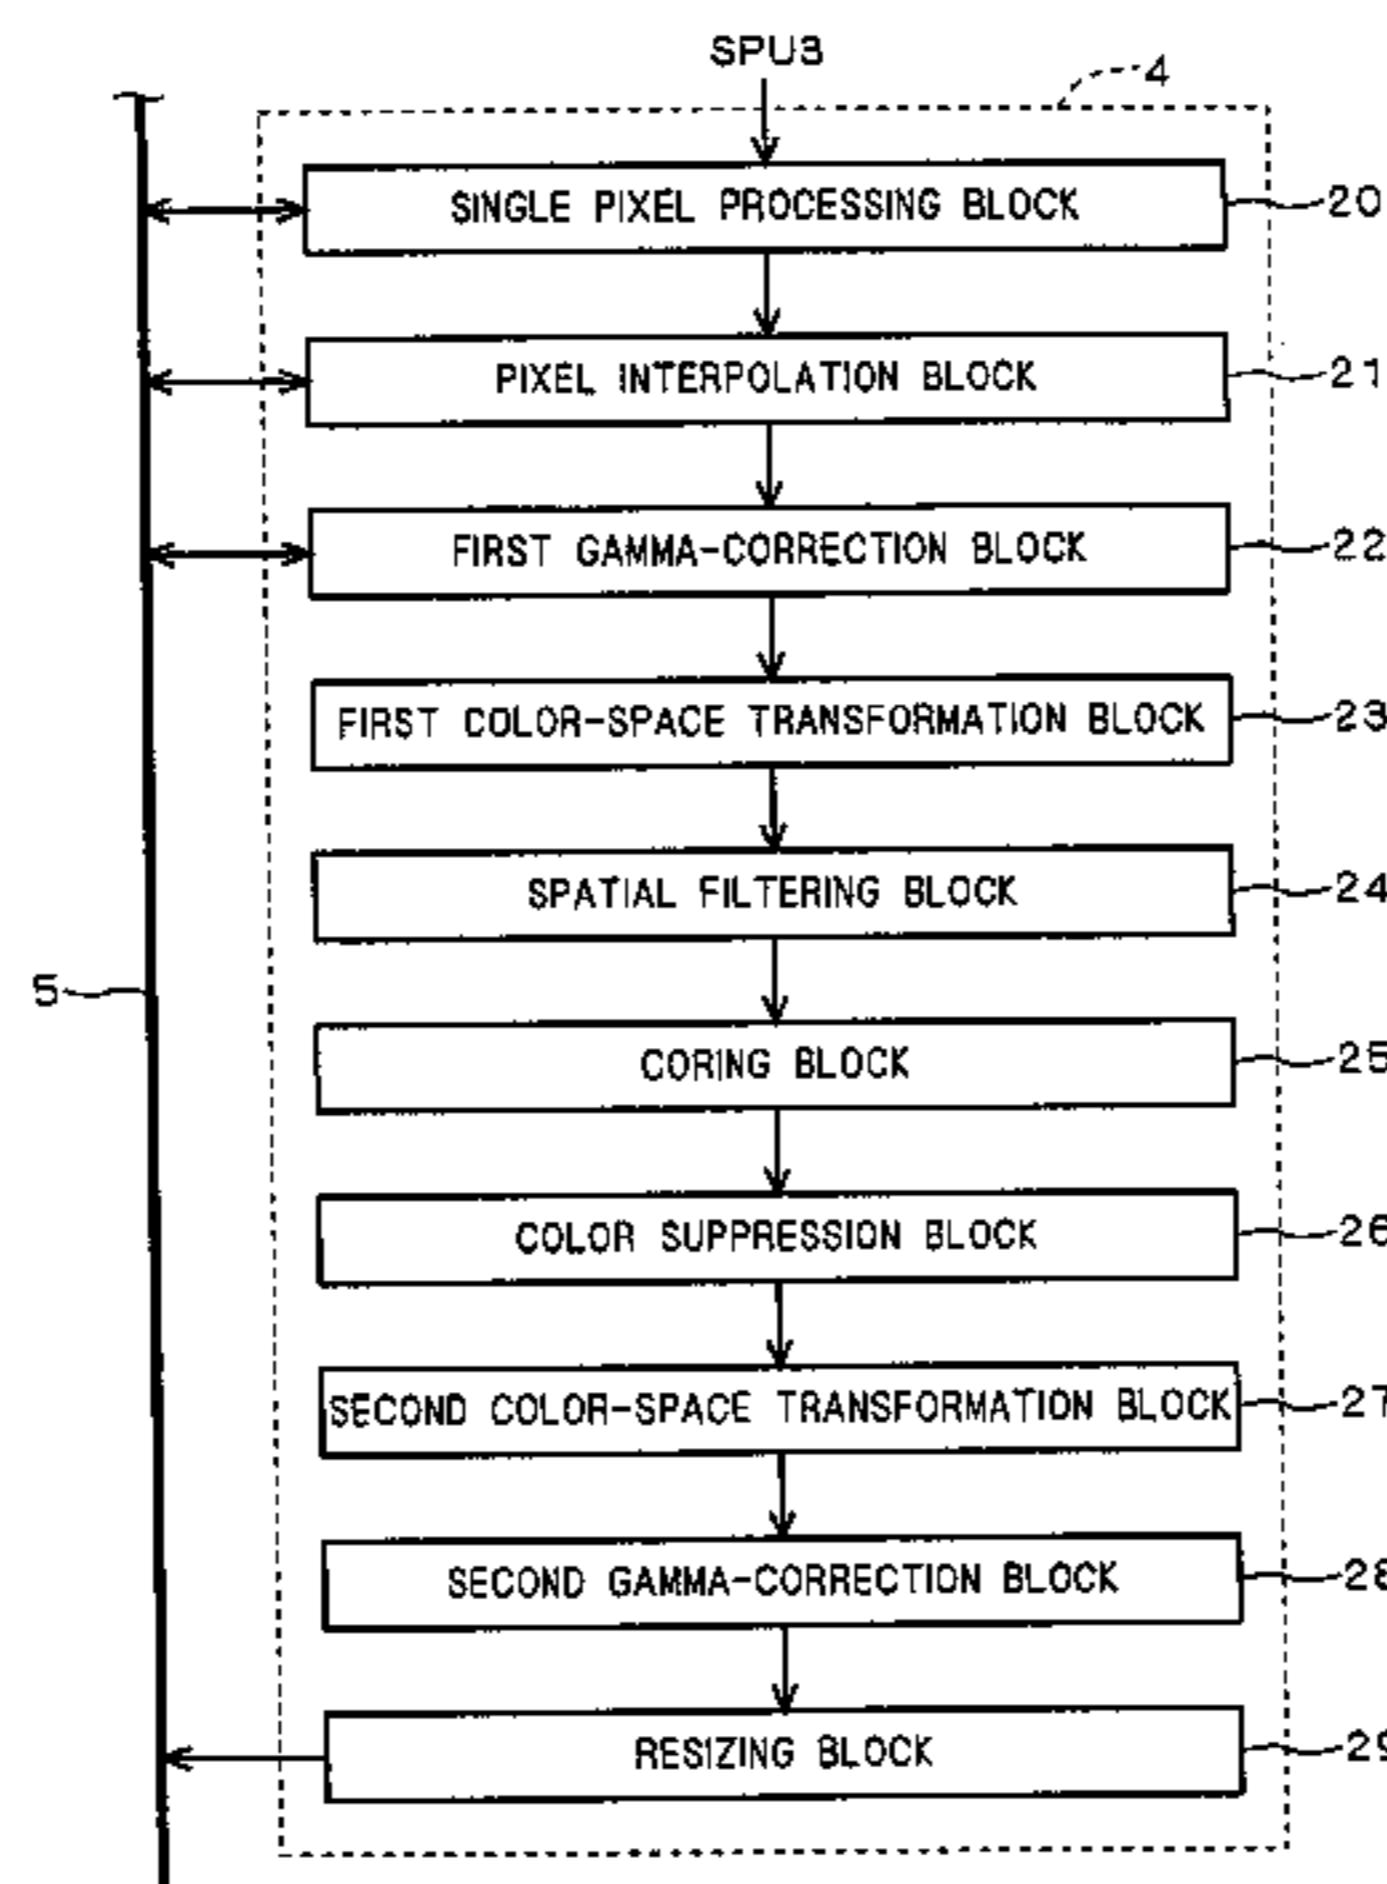 SPU3
4
SINGLE PIXEL PROCESSING BLOCK
20
PIXEL INTERPOLATION BLOCK
21
FIRST GAMMA-CORRECTION BLOCK
22
FIRST COLOR-SPACE TRANSFORMATION BLOCK
23
SPATIAL FILTERING BLOCK
24
5
CORING BLOCK
25
COLOR SUPPRESSION BLOCK
26
SECOND COLOR-SPACE TRANSFORMATION BLOCK
27
SECOND GAMMA-CORRECTION BLOCK
28
RESIZING BLOCK
29